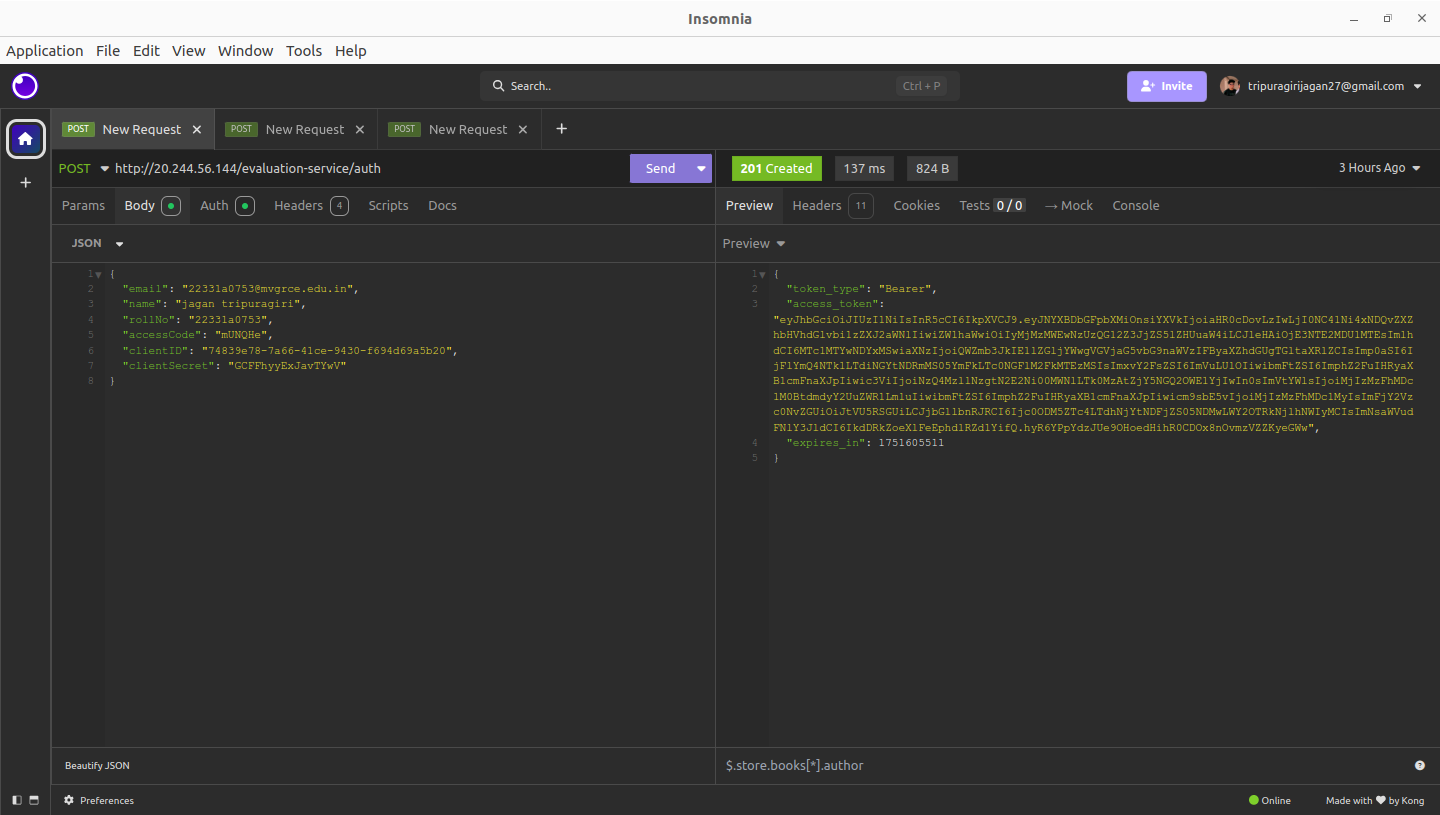 Insomnia
Application File Edit View Window Tools Help
Search.. Ctrl + P
Invite
tripuragirijagan27@gmail.com
POST New Request
POST New Request
POST New Request
POST http://20.244.56.144/evaluation-service/auth
Send
201 Created 137 ms 824 B
3 Hours Ago
Params Body Auth Headers 4 Scripts Docs
Preview Headers 11 Cookies Tests 0 / 0 → Mock Console
JSON
Preview
1 {
2 "email": "22331a0753@mvgrce.edu.in",
3 "name": "jagan tripuragiri",
4 "rollNo": "22331a0753",
5 "accessCode": "mUNQHe",
6 "clientID": "74839e78-7a66-41ce-9430-f694d69a5b20",
7 "clientSecret": "GCFFhyyExJavTYwV"
8 }
1 {
2 "token_type": "Bearer",
3 "access_token":
4 "expires_in": 1751605511
5 }
Beautify JSON
$.store.books[*].author
Preferences
Online
Made with ♥ by Kong